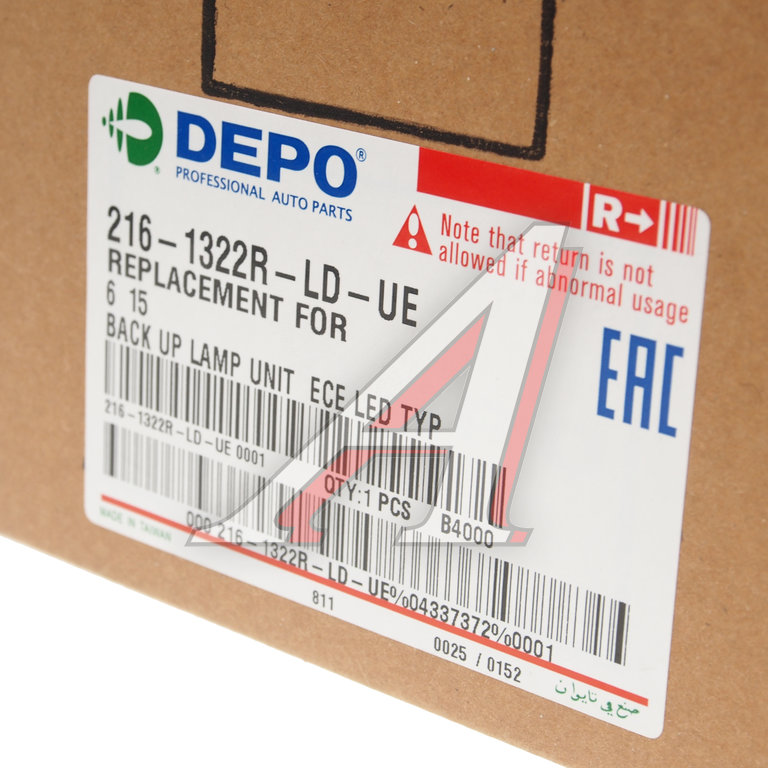 DEPO®
PROFESSIONAL AUTO PARTS
R→
Note that return is not
allowed if abnormal usage
216-1322R-LD-UE
REPLACEMENT FOR
6 15
BACK UP LAMP UNIT ECE LED TYP
EAC
216-1322R-LD-UE 0001
QTY:1 PCS B4000
000 216-1322R-LD-UE%04337372%0001
MADE IN TAIWAN
811
0025 / 0152
صنع في تايوان